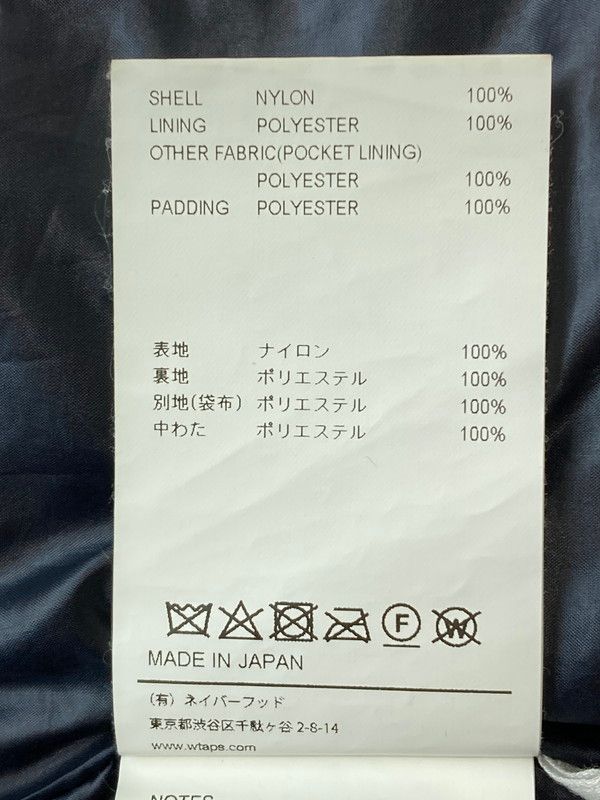 SHELL NYLON 100%
LINING POLYESTER 100%
OTHER FABRIC(POCKET LINING)
POLYESTER 100%
PADDING POLYESTER 100%
表地 ナイロン 100%
裏地 ポリエステル 100%
別地(袋布) ポリエステル 100%
中わた ポリエステル 100%
F W
MADE IN JAPAN
(有) ネイバーフッド
東京都渋谷区千駄ヶ谷 2-8-14
www.wtaps.com
NOTES